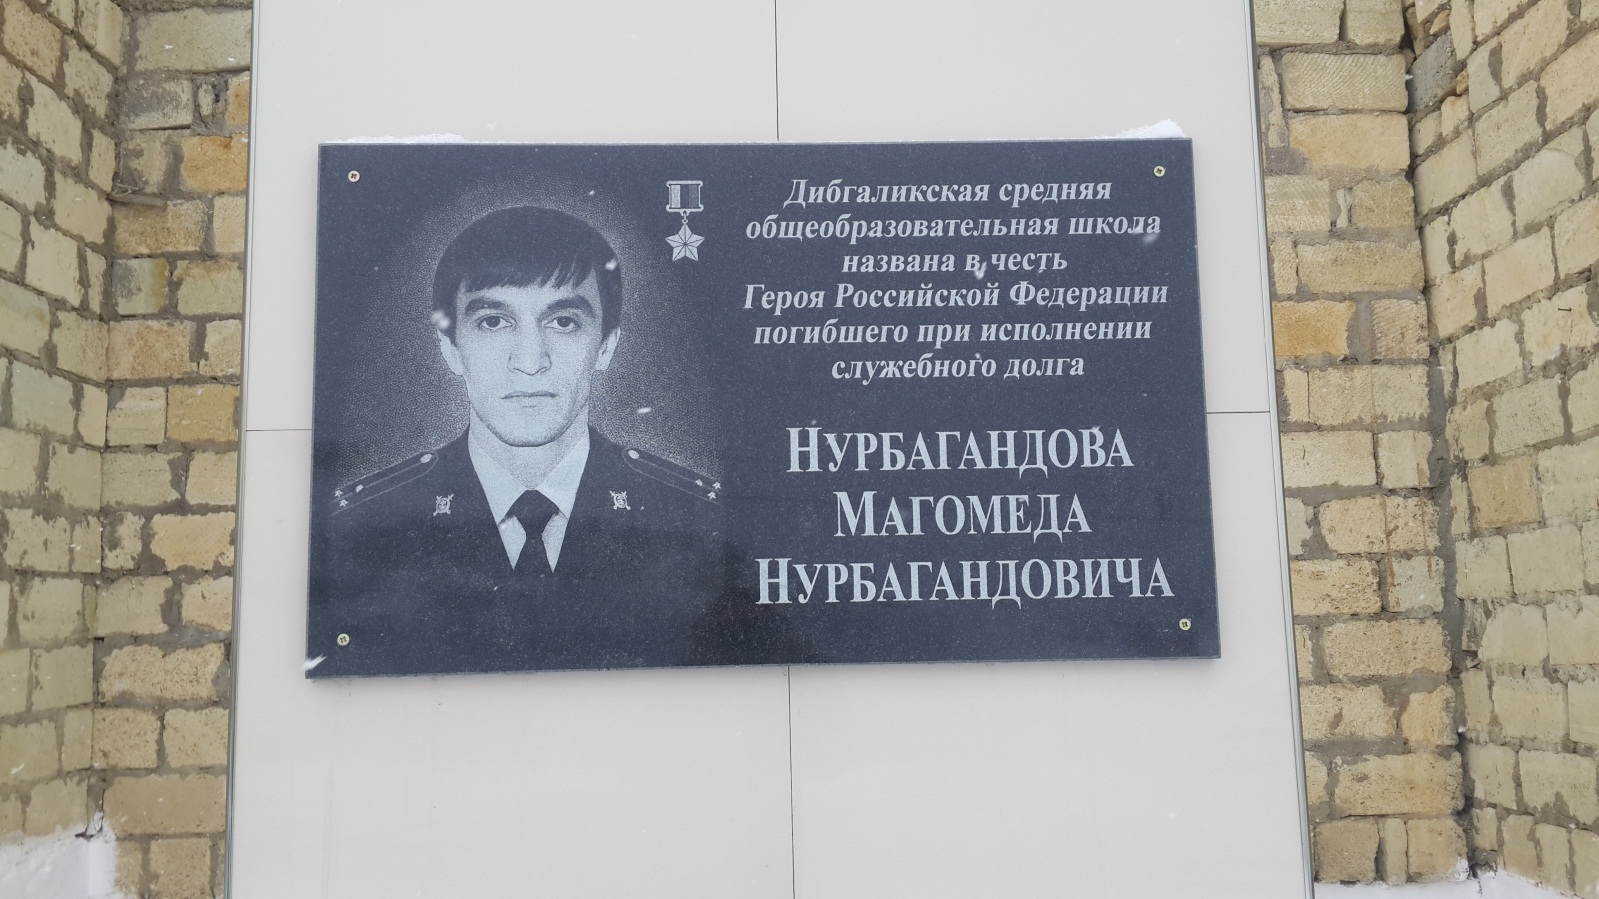 Дибгаликская средняя
общеобразовательная школа
названа в честь
Героя Российской Федерации
погибшего при исполнении
служебного долга
НУРБАГАНДОВА
МАГОМЕДА
НУРБАГАНДОВИЧА